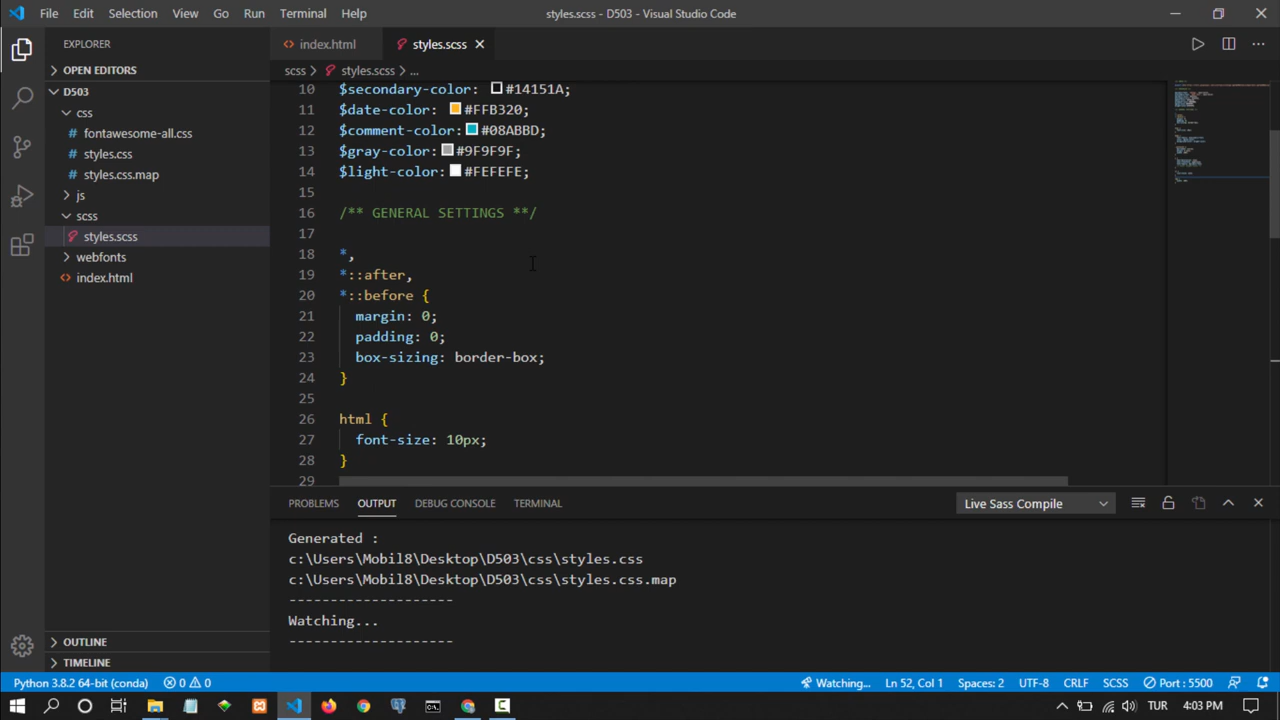 File Edit Selection View Go Run Terminal Help styles.scss - D503 - Visual Studio Code
EXPLORER
OPEN EDITORS
D503
css
fontawesome-all.css
styles.css
styles.css.map
js
scss
styles.scss
webfonts
index.html
OUTLINE
TIMELINE
index.html styles.scss
scss > styles.scss > ...
10 $secondary-color: #14151A;
11 $date-color: #FFB320;
12 $comment-color: #08ABBD;
13 $gray-color: #9F9F9F;
14 $light-color: #FEFEFE;
15
16 /** GENERAL SETTINGS **/
17
18 *,
19 *::after,
20 *::before {
21 margin: 0;
22 padding: 0;
23 box-sizing: border-box;
24 }
25
26 html {
27 font-size: 10px;
28 }
29
PROBLEMS OUTPUT DEBUG CONSOLE TERMINAL Live Sass Compile
Generated :
c:\Users\Mobil8\Desktop\D503\css\styles.css
c:\Users\Mobil8\Desktop\D503\css\styles.css.map
--------------------
Watching...
--------------------
Python 3.8.2 64-bit (conda) 0 0 Watching... Ln 52, Col 1 Spaces: 2 UTF-8 CRLF SCSS Port : 5500
TUR 4:03 PM